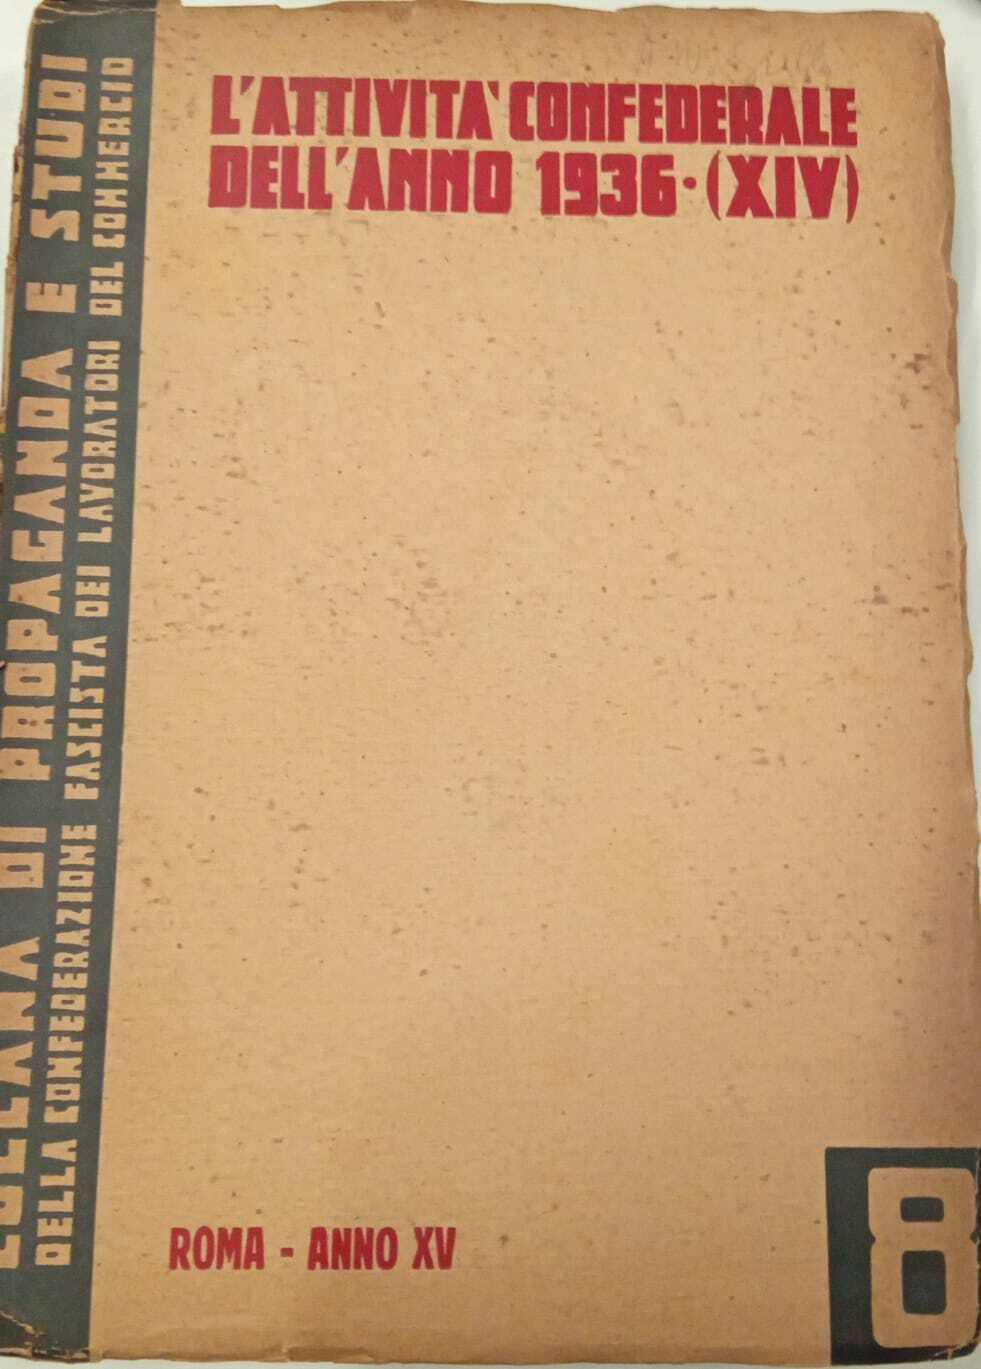 L'ATTIVITA' CONFEDERALE
DELL'ANNO 1936 · (XIV)
COLLANA DI PROPAGANDA E STUDI
DELLA CONFEDERAZIONE FASCISTA DEI LAVORATORI DEL COMMERCIO
ROMA - ANNO XV
8